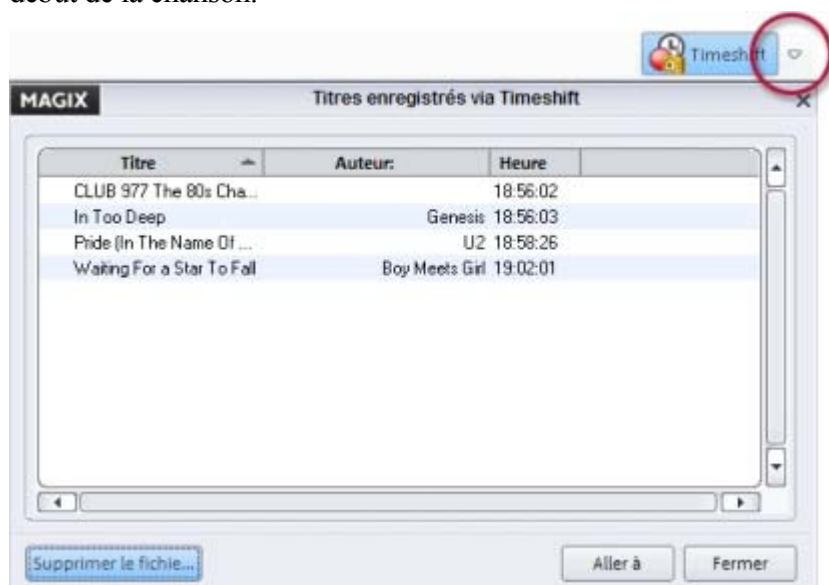 début de la chanson.
Timeshift
MAGIX Titres enregistrés via Timeshift
Titre Auteur: Heure
CLUB 977 The 80s Cha... 18:56:02
In Too Deep Genesis 18:56:03
Pride (In The Name Of ... U2 18:58:26
Waiting For a Star To Fall Boy Meets Girl 19:02:01
Supprimer le fichie... Aller à Fermer